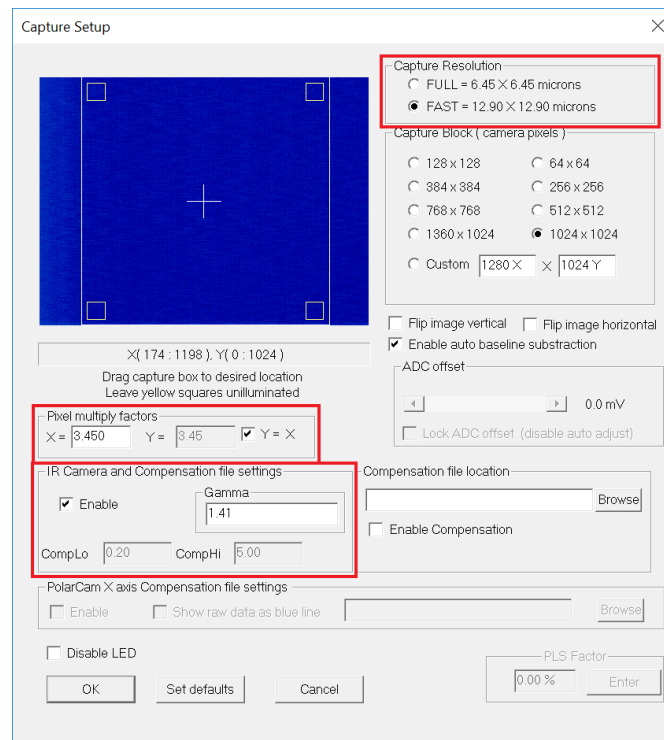 Capture Setup
Capture Resolution
FULL = 6.45 X 6.45 microns
FAST = 12.90 X 12.90 microns
Capture Block ( camera pixels )
128 x 128
64 x 64
384 x 384
256 x 256
768 x 768
512 x 512
1360 x 1024
1024 x 1024
Custom 1280 X X 1024 Y
Flip image vertical Flip image horizontal
Enable auto baseline substraction
X( 174 : 1198 ), Y( 0 : 1024 )
Drag capture box to desired location
Leave yellow squares unilluminated
ADC offset
0.0 mV
Lock ADC offset (disable auto adjust)
Pixel multiply factors
X = 3.450 Y = 3.45 Y = X
IR Camera and Compensation file settings
Enable
Gamma
1.41
CompLo 0.20 CompHi 5.00
Compensation file location
Browse
Enable Compensation
PolarCam X axis Compensation file settings
Enable Show raw data as blue line Browse
Disable LED
OK Set defaults Cancel
PLS Factor
0.00 % Enter